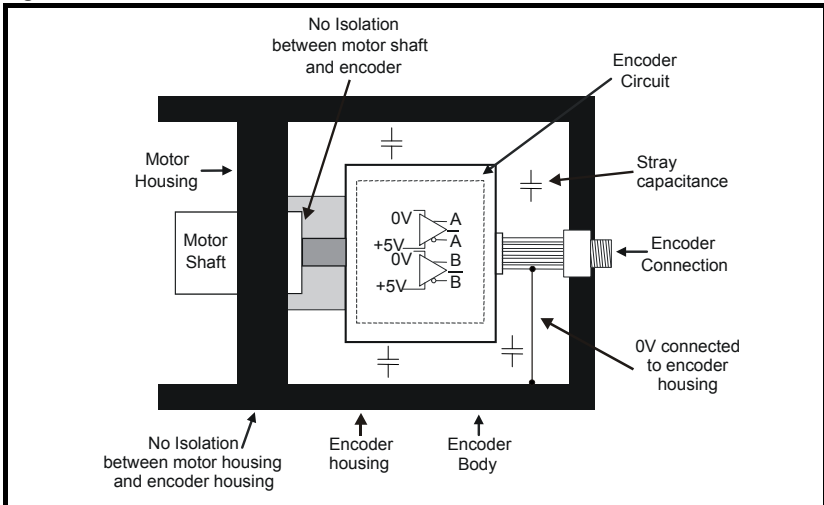 No Isolation
between motor shaft
and encoder
Encoder
Circuit
Motor
Housing
Stray
capacitance
0V
A
+5V
A
0V
B
+5V
B
Motor
Shaft
Encoder
Connection
0V connected
to encoder
housing
No Isolation
between motor housing
and encoder housing
Encoder
housing
Encoder
Body